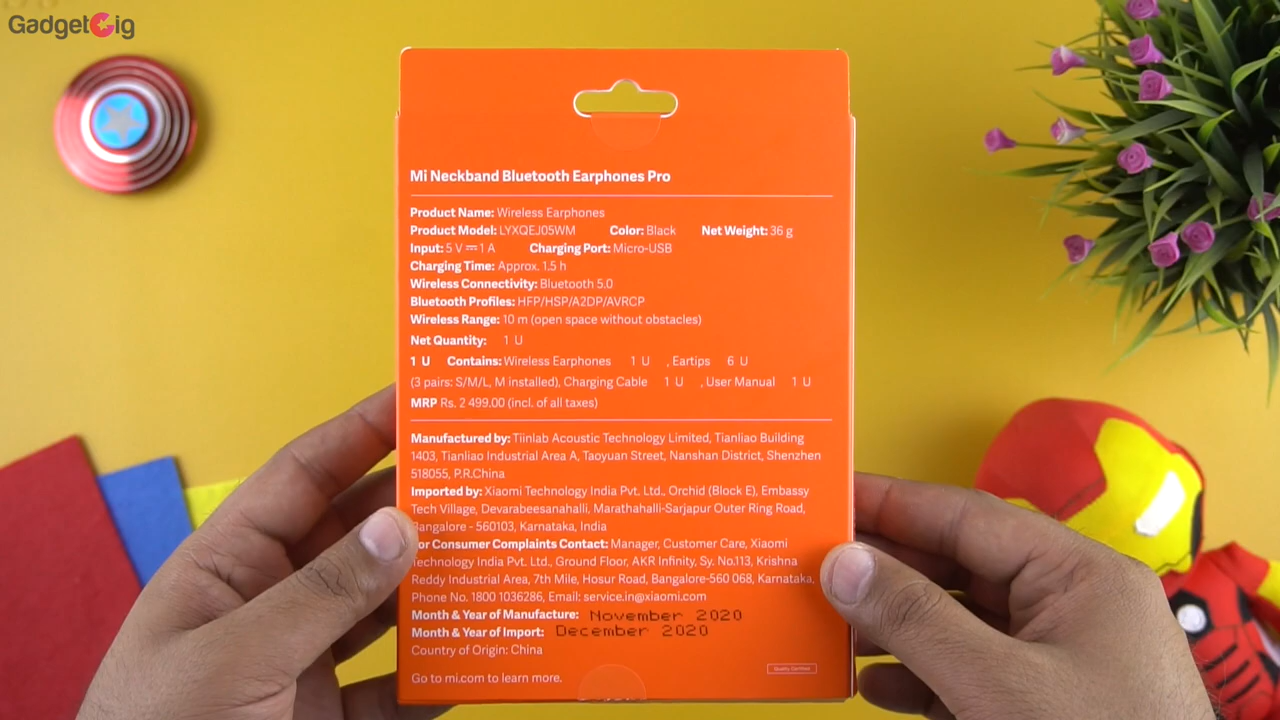 GadgetGig
Mi Neckband Bluetooth Earphones Pro
Product Name: Wireless Earphones
Product Model: LYXQEJ05WM Color: Black Net Weight: 36 g
Input: 5 V⎓1 A Charging Port: Micro-USB
Charging Time: Approx. 1.5 h
Wireless Connectivity: Bluetooth 5.0
Bluetooth Profiles: HFP/HSP/A2DP/AVRCP
Wireless Range: 10 m (open space without obstacles)
Net Quantity: 1 U
1 U Contains: Wireless Earphones 1 U , Eartips 6 U
(3 pairs: S/M/L, M installed), Charging Cable 1 U , User Manual 1 U
MRP Rs. 2 499.00 (incl. of all taxes)
Manufactured by: Tiinlab Acoustic Technology Limited, Tianliao Building
1403, Tianliao Industrial Area A, Taoyuan Street, Nanshan District, Shenzhen
518055, P.R.China
Imported by: Xiaomi Technology India Pvt. Ltd.. Orchid (Block E), Embassy
Tech Village, Devarabeesanahalli, Marathahalli-Sarjapur Outer Ring Road,
Bangalore - 560103, Karnataka, India
For Consumer Complaints Contact: Manager, Customer Care, Xiaomi
Technology India Pvt. Ltd., Ground Floor, AKR Infinity, Sy. No.113, Krishna
Reddy Industrial Area, 7th Mile, Hosur Road, Bangalore-560 068, Karnataka,
Phone No. 1800 1036286, Email: service.in@xiaomi.com
Month & Year of Manufacture: November 2020
Month & Year of Import: December 2020
Country of Origin: China
Quality Certified
Go to mi.com to learn more.